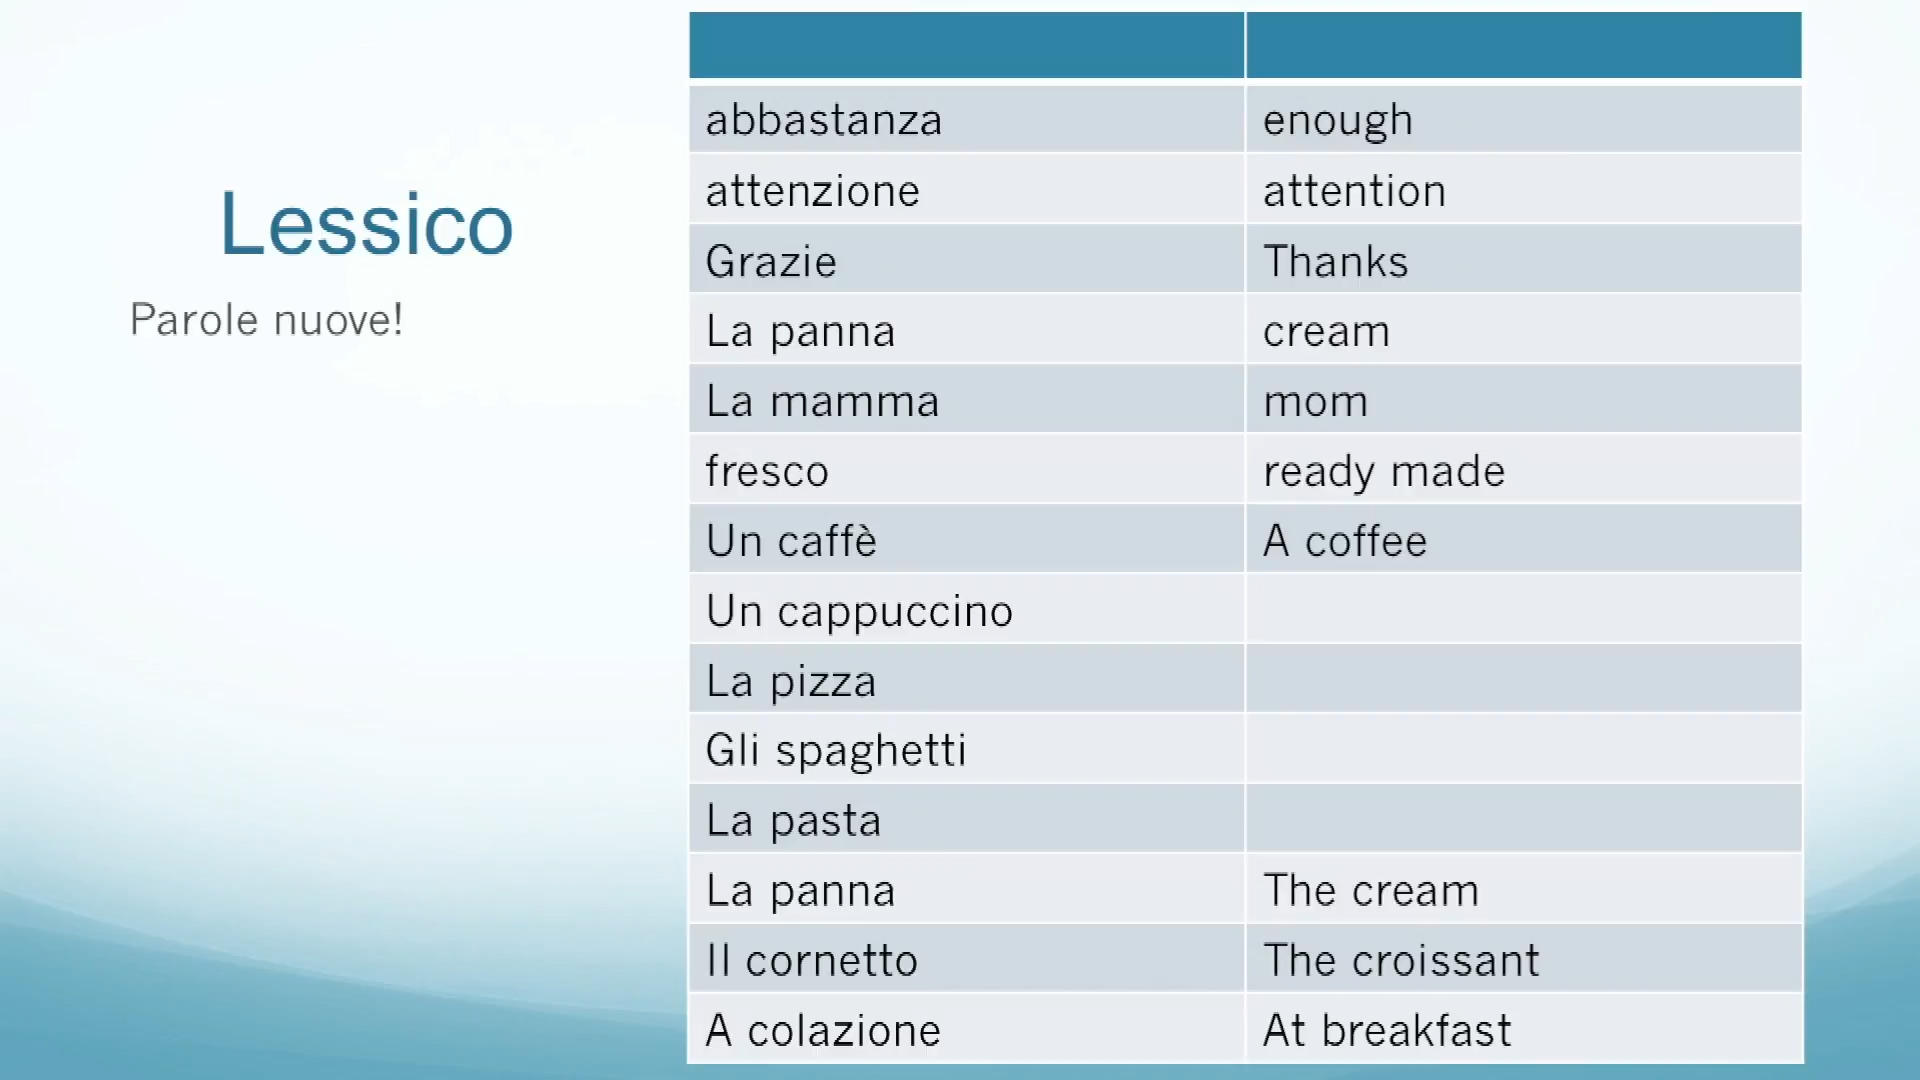 Lessico
Parole nuove!
abbastanza enough
attenzione attention
Grazie Thanks
La panna cream
La mamma mom
fresco ready made
Un caffè A coffee
Un cappuccino
La pizza
Gli spaghetti
La pasta
La panna The cream
Il cornetto The croissant
A colazione At breakfast